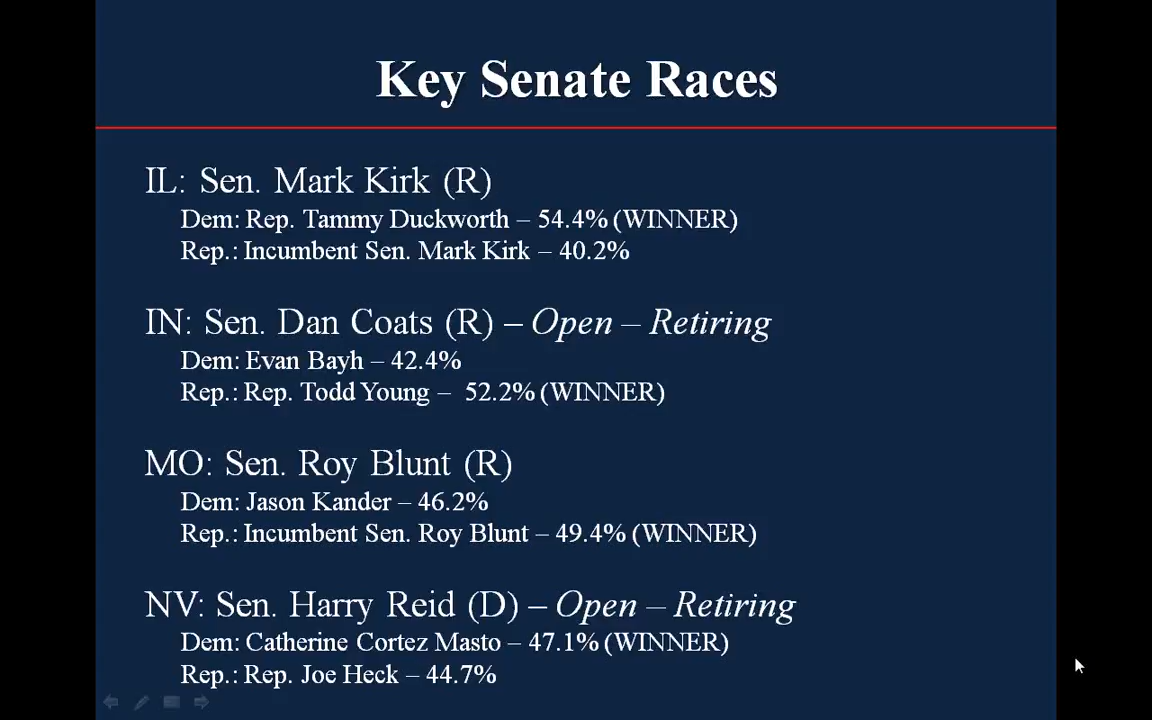 Key Senate Races
IL: Sen. Mark Kirk (R)
Dem: Rep. Tammy Duckworth – 54.4% (WINNER)
Rep.: Incumbent Sen. Mark Kirk – 40.2%
IN: Sen. Dan Coats (R) – Open – Retiring
Dem: Evan Bayh – 42.4%
Rep.: Rep. Todd Young – 52.2% (WINNER)
MO: Sen. Roy Blunt (R)
Dem: Jason Kander – 46.2%
Rep.: Incumbent Sen. Roy Blunt – 49.4% (WINNER)
NV: Sen. Harry Reid (D) – Open – Retiring
Dem: Catherine Cortez Masto – 47.1% (WINNER)
Rep.: Rep. Joe Heck – 44.7%